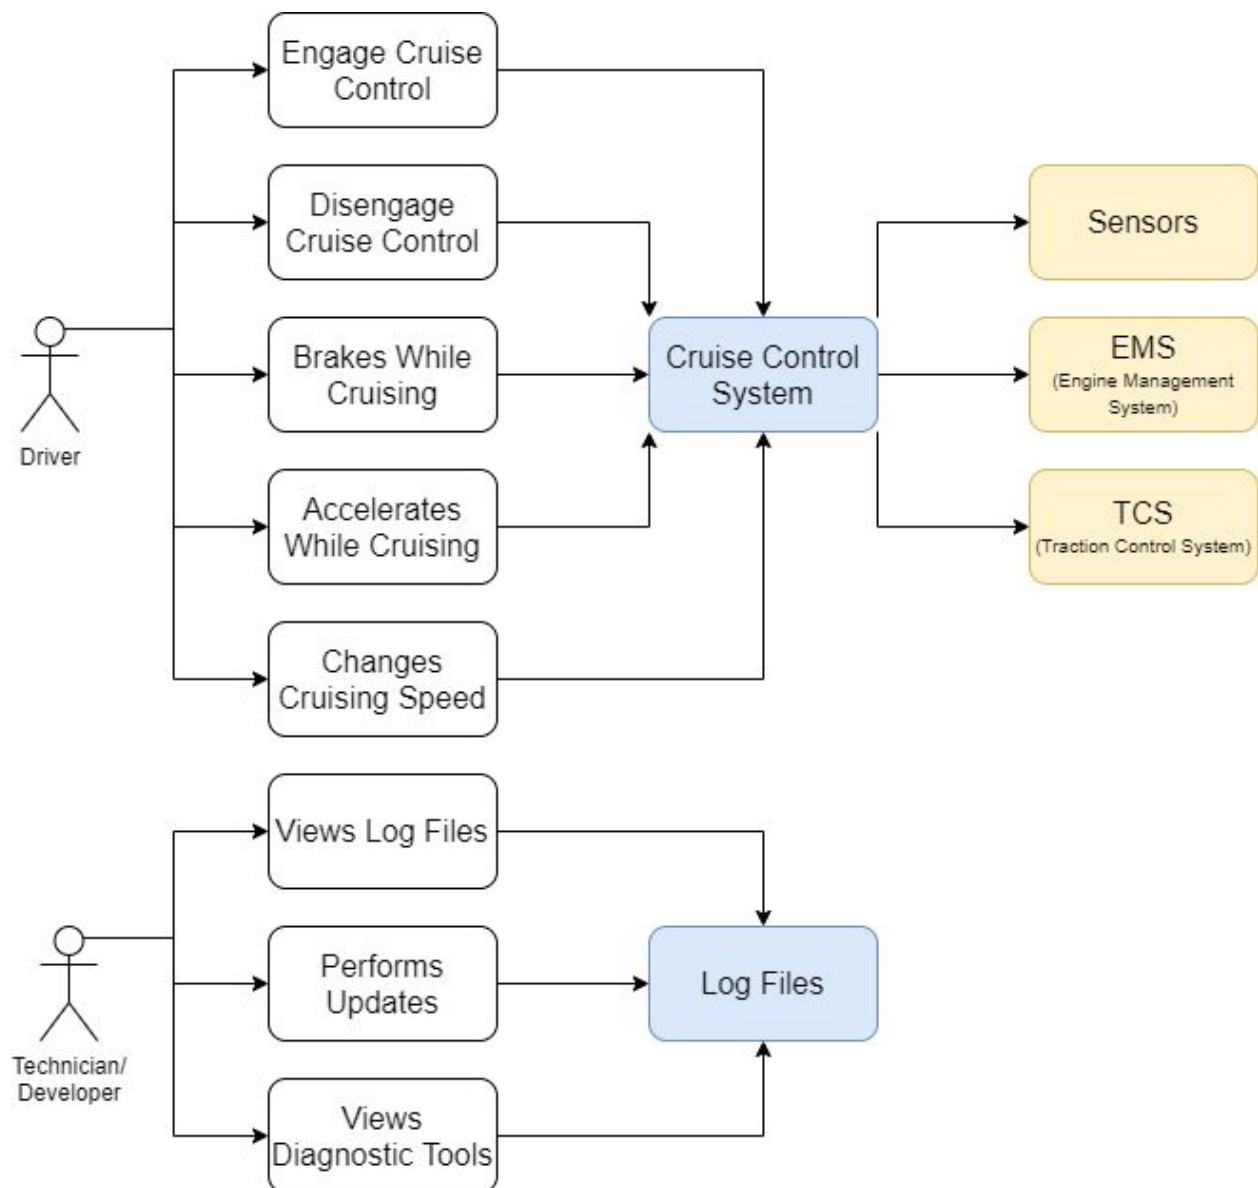 Engage Cruise
Control
Disengage
Cruise Control
Sensors
Brakes While
Cruising
Cruise Control
System
EMS
(Engine Management
System)
Driver
Accelerates
While Cruising
TCS
(Traction Control System)
Changes
Cruising Speed
Views Log Files
Performs
Updates
Log Files
Technician/
Developer
Views
Diagnostic Tools